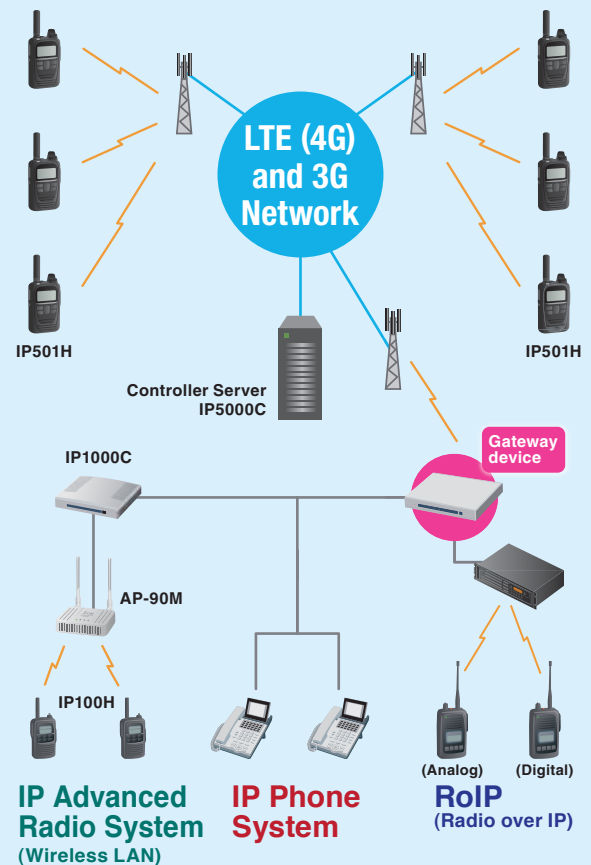 LTE (4G)
and 3G
Network
IP501H
IP501H
Controller Server
IP5000C
Gateway
device
IP1000C
AP-90M
IP100H
(Analog)
(Digital)
IP Advanced
Radio System
(Wireless LAN)
IP Phone
System
RoIP
(Radio over IP)